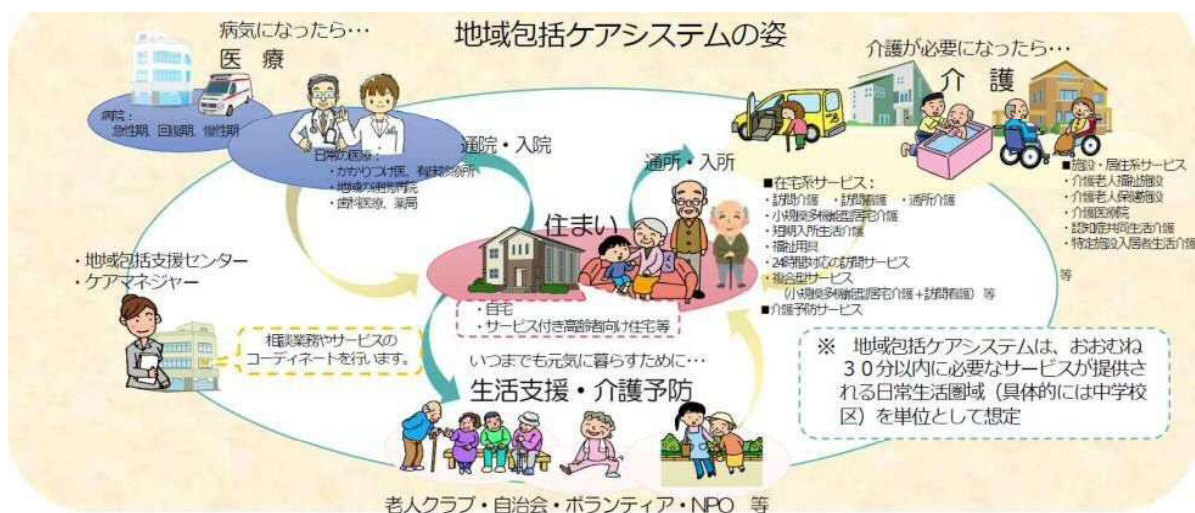 地域包括ケアシステムの姿
病気になったら･･･
医 療
病院：
急性期、回復期、慢性期
日常の医療：
・かかりつけ医、有床診療所
・地域の連携病院
・歯科医療、薬局
通院・入院
通所・入所
介護が必要になったら･･･
介 護
■在宅系サービス：
・訪問介護 ・訪問看護 ・通所介護
・小規模多機能型居宅介護
・短期入所生活介護
・福祉用具
・24時間対応の訪問サービス
・複合型サービス
（小規模多機能型居宅介護＋訪問看護）等
■介護予防サービス
■施設・居住系サービス
・介護老人福祉施設
・介護老人保健施設
・介護医療院
・認知症共同生活介護
・特定施設入居者生活介護
等
住まい
・自宅
・サービス付き高齢者向け住宅等
・地域包括支援センター
・ケアマネジャー
相談業務やサービスの
コーディネートを行います。
いつまでも元気に暮らすために･･･
生活支援・介護予防
老人クラブ・自治会・ボランティア・NPO 等
※ 地域包括ケアシステムは、おおむね
３０分以内に必要なサービスが提供さ
れる日常生活圏域（具体的には中学校
区）を単位として想定